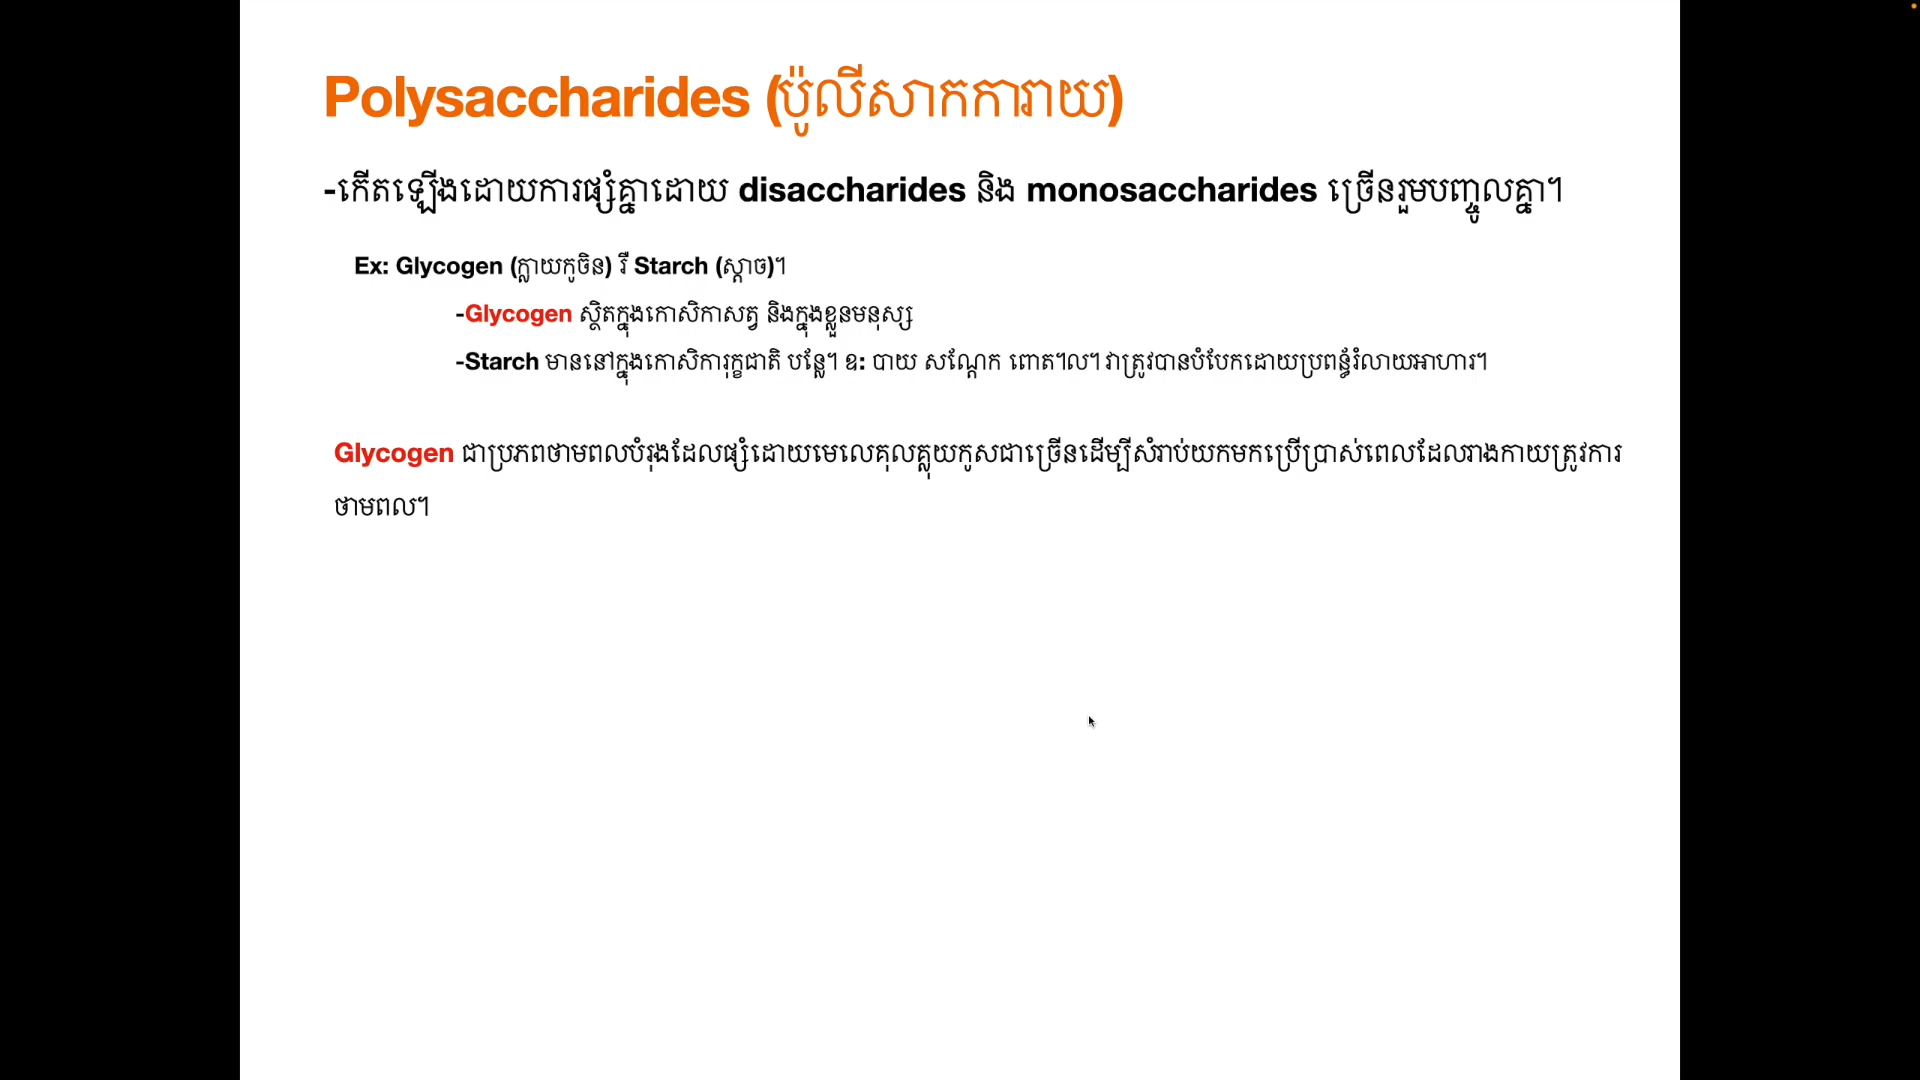 Polysaccharides (ប៉ូលីសាកការាយ)
-កើតឡើងដោយការផ្សំគ្នាដោយ disaccharides និង monosaccharides ច្រើនរួមបញ្ចូលគ្នា។
Ex: Glycogen (ក្លាយកូចិន) រឺ Starch (ស្តាច)។
-Glycogen ស្ថិតក្នុងកោសិកាសត្វ និងក្នុងខ្លួនមនុស្ស
-Starch មាននៅក្នុងកោសិការុក្ខជាតិ បន្លែ។ ឧ: បាយ សណ្តែក ពោត។ល។ វាត្រូវបានបំបែកដោយប្រពន្ធ័រំលាយអាហារ។
Glycogen ជាប្រភពថាមពលបំរុងដែលផ្សំដោយមេលេគុលគ្លុយកូសជាច្រើនដើម្បីសំរាប់យកមកប្រើប្រាស់ពេលដែលរាងកាយត្រូវការ
ថាមពល។